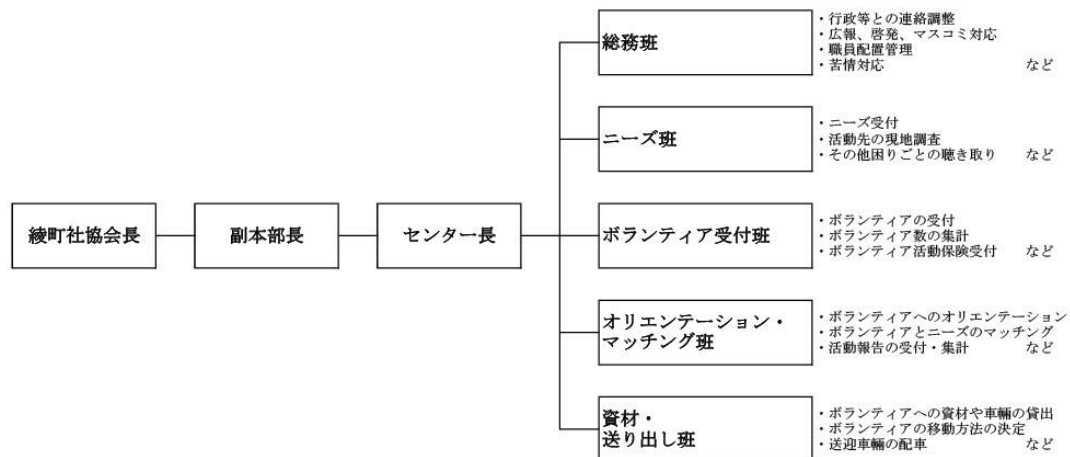 綾町社協会長
副本部長
センター長
総務班
・行政等との連絡調整
・広報、啓発、マスコミ対応
・職員配置管理
・苦情対応 など
ニーズ班
・ニーズ受付
・活動先の現地調査
・その他困りごとの聴き取り など
ボランティア受付班
・ボランティアの受付
・ボランティア数の集計
・ボランティア活動保険受付 など
オリエンテーション・
マッチング班
・ボランティアへのオリエンテーション
・ボランティアとニーズのマッチング
・活動報告の受付・集計 など
資材・
送り出し班
・ボランティアへの資材や車輛の貸出
・ボランティアの移動方法の決定
・送迎車輛の配車 など